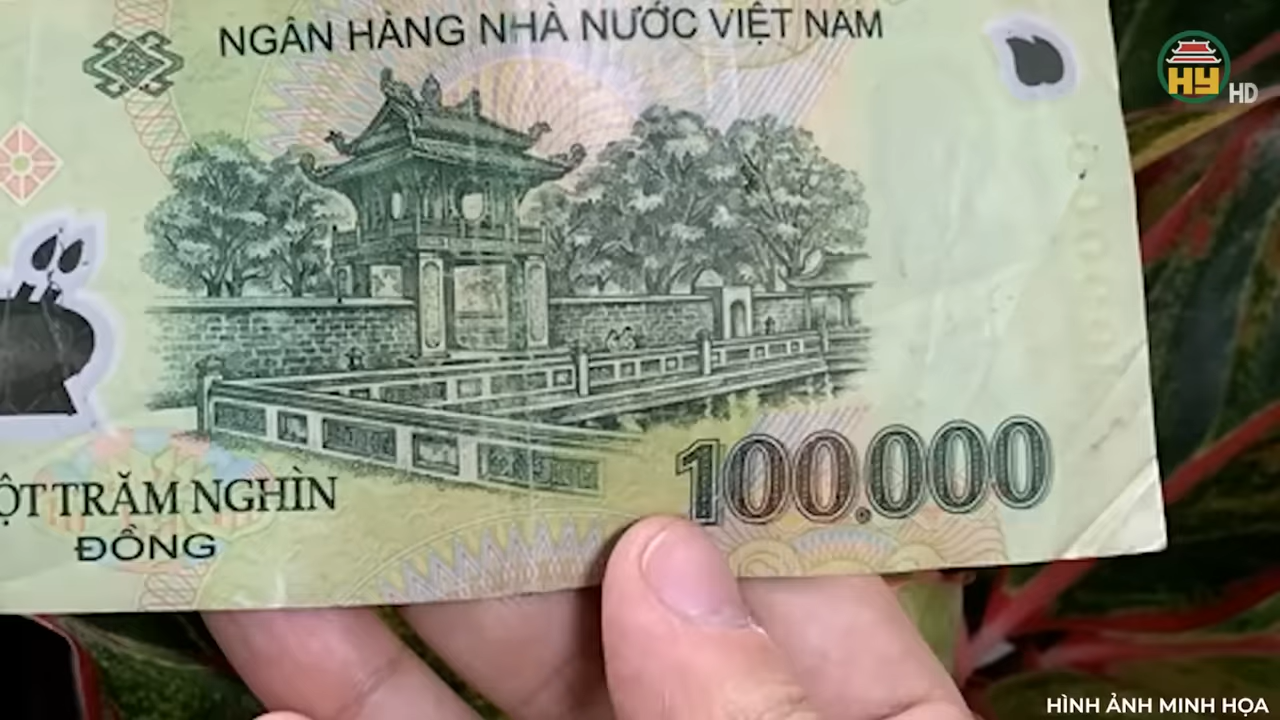 NGÂN HÀNG NHÀ NƯỚC VIỆT NAM
HY HD
ỘT TRĂM NGHÌN
ĐỒNG
100.000
HÌNH ẢNH MINH HỌA